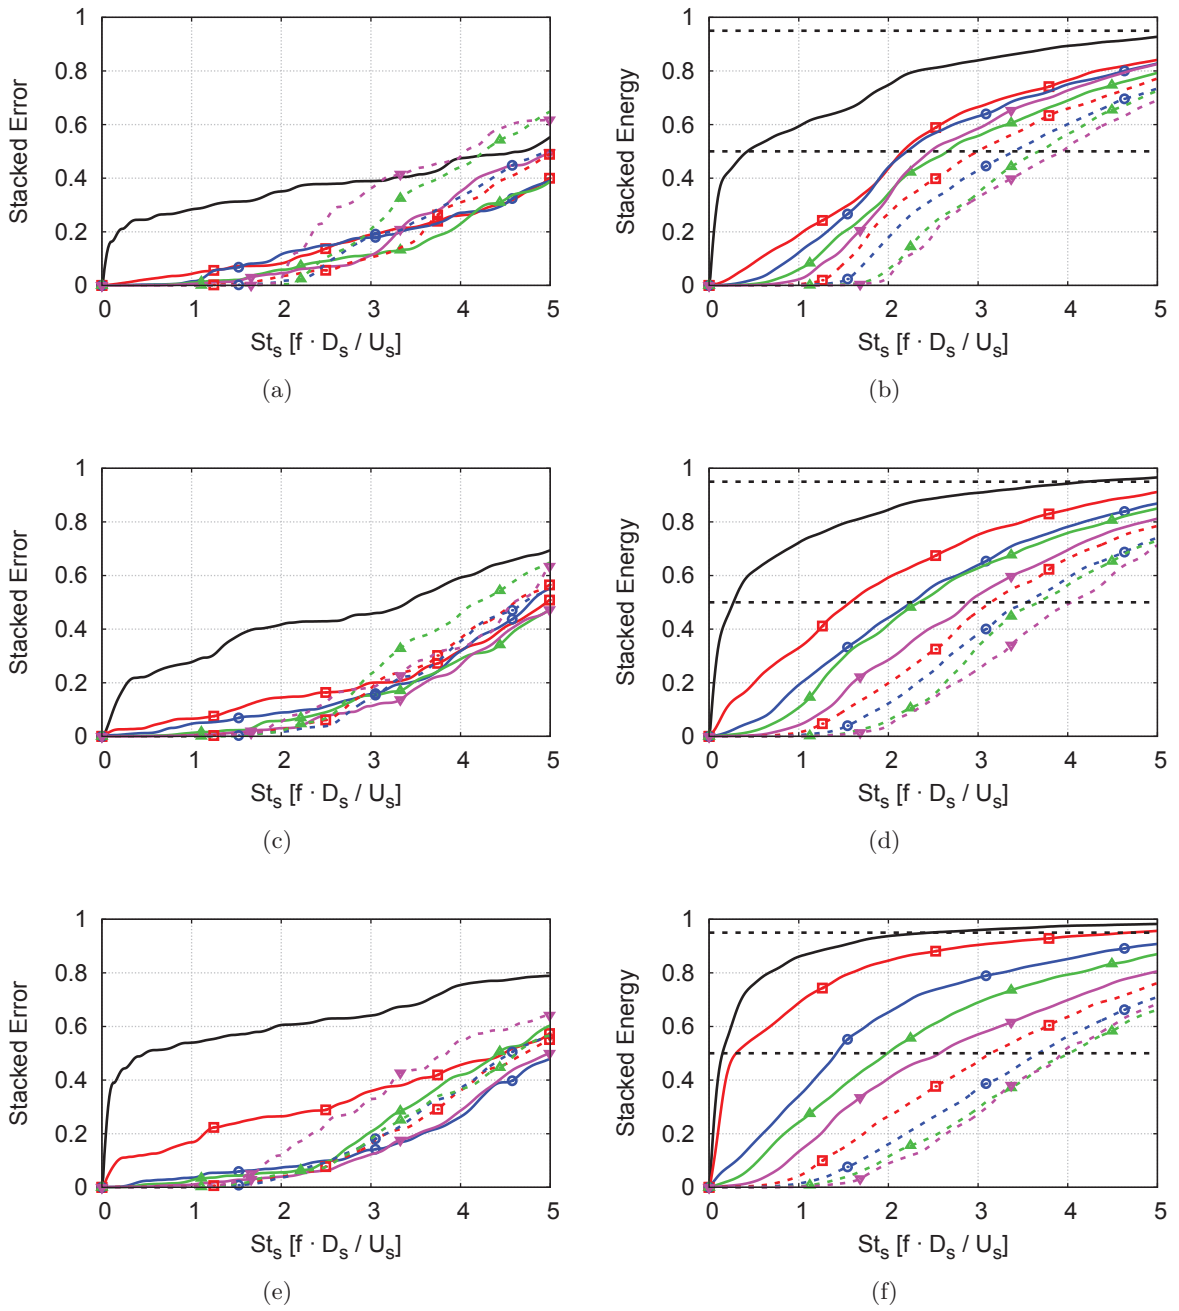 Stacked Error
1
0.8
0.6
0.4
0.2
0
0 1 2 3 4 5
St_s [f · D_s / U_s]
(a)
Stacked Energy
1
0.8
0.6
0.4
0.2
0
0 1 2 3 4 5
St_s [f · D_s / U_s]
(b)
Stacked Error
1
0.8
0.6
0.4
0.2
0
0 1 2 3 4 5
St_s [f · D_s / U_s]
(c)
Stacked Energy
1
0.8
0.6
0.4
0.2
0
0 1 2 3 4 5
St_s [f · D_s / U_s]
(d)
Stacked Error
1
0.8
0.6
0.4
0.2
0
0 1 2 3 4 5
St_s [f · D_s / U_s]
(e)
Stacked Energy
1
0.8
0.6
0.4
0.2
0
0 1 2 3 4 5
St_s [f · D_s / U_s]
(f)